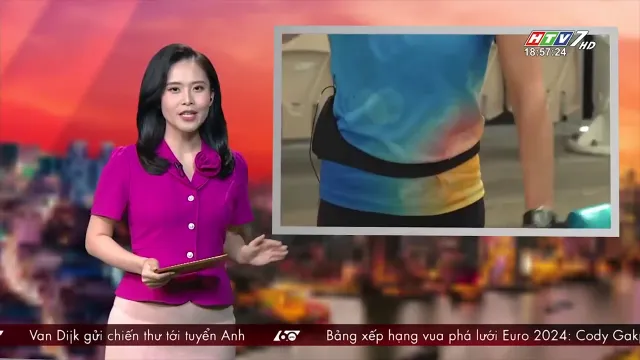 HTV7 HD
18:57:24
Van Dijk gửi chiến thư tới tuyển Anh
60
Bảng xếp hạng vua phá lưới Euro 2024: Cody Gak